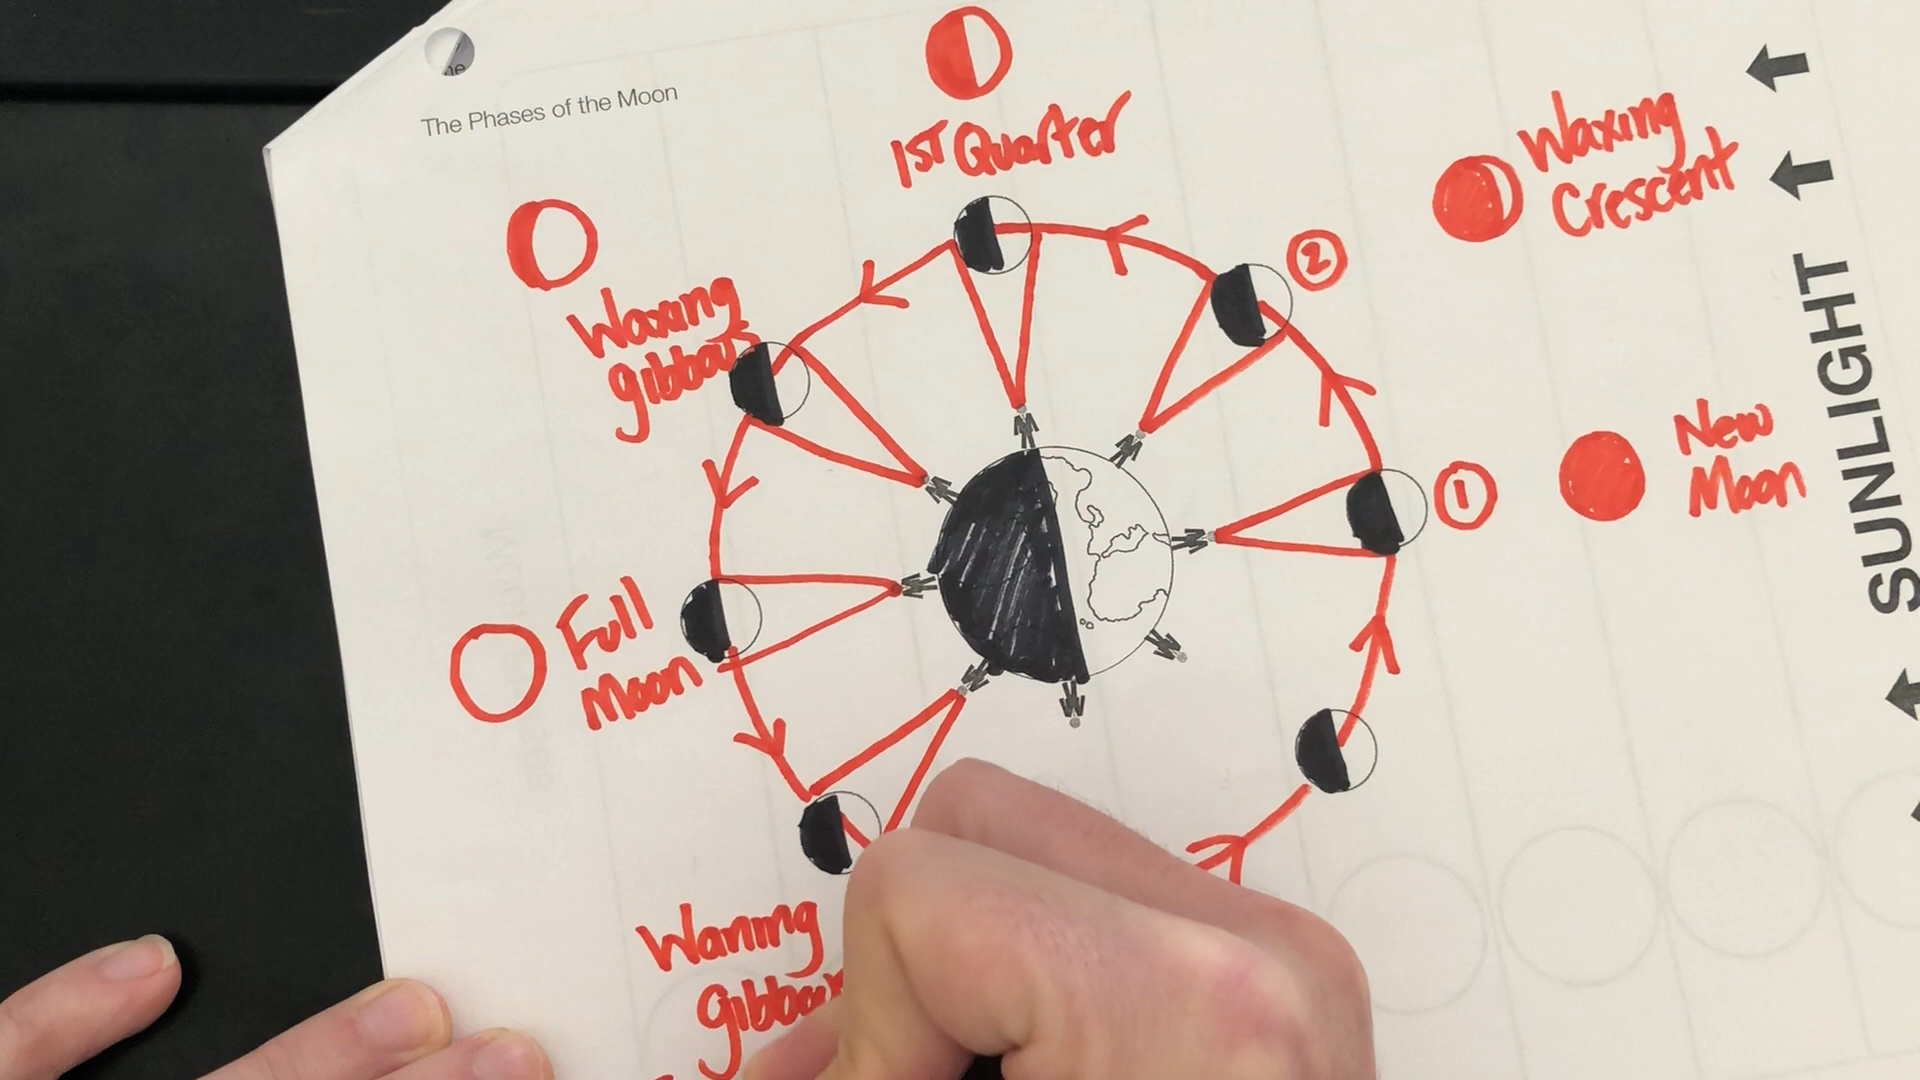 The Phases of the Moon
1ST Quarter
Waxing
Crescent
Waxing
gibbous
②
SUNLIGHT
New
Moon
①
Full
Moon
Waning